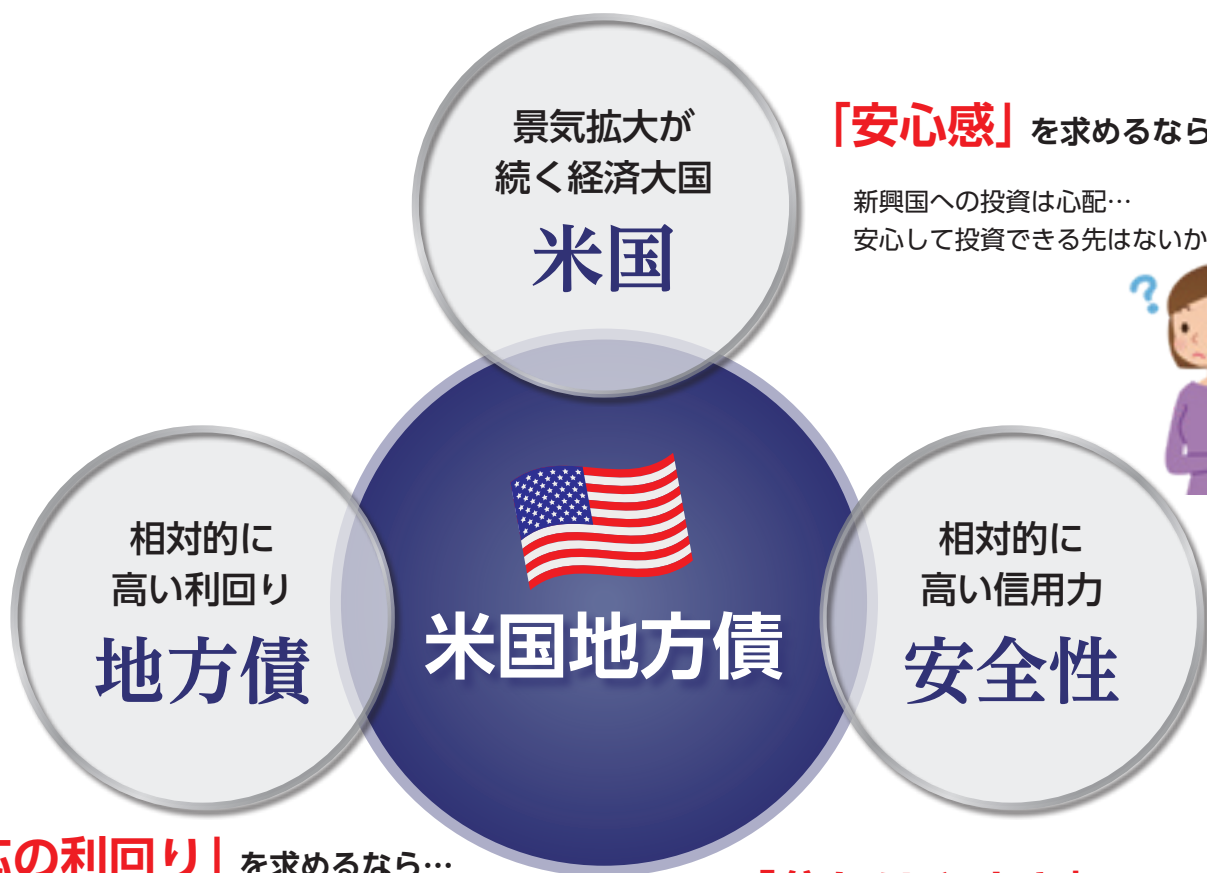 景気拡大が
続く経済大国
米国
「安心感」を求めるなら
新興国への投資は心配…
安心して投資できる先はないか
?
相対的に
高い利回り
地方債
米国地方債
相対的に
高い信用力
安全性
の利回り」を求めるなら…